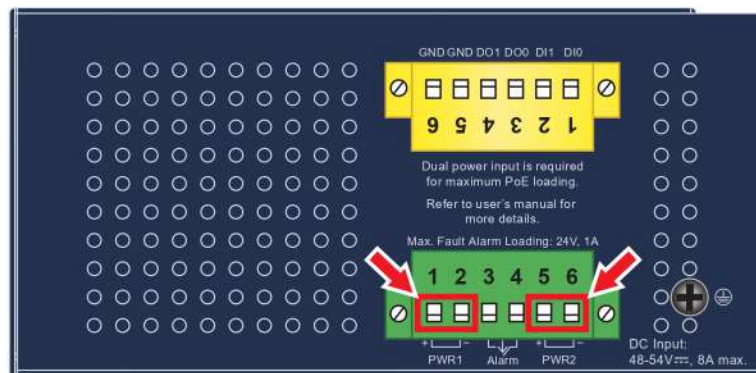 GND GND DO1 DO0 DI1 DI0
6 5 4 3 2 1
Dual power input is required
for maximum PoE loading.
Refer to user's manual for
more details.
Max. Fault Alarm Loading: 24V, 1A
1 2 3 4 5 6
+ − + −
PWR1 Alarm PWR2
DC Input:
48-54V⎓, 8A max.